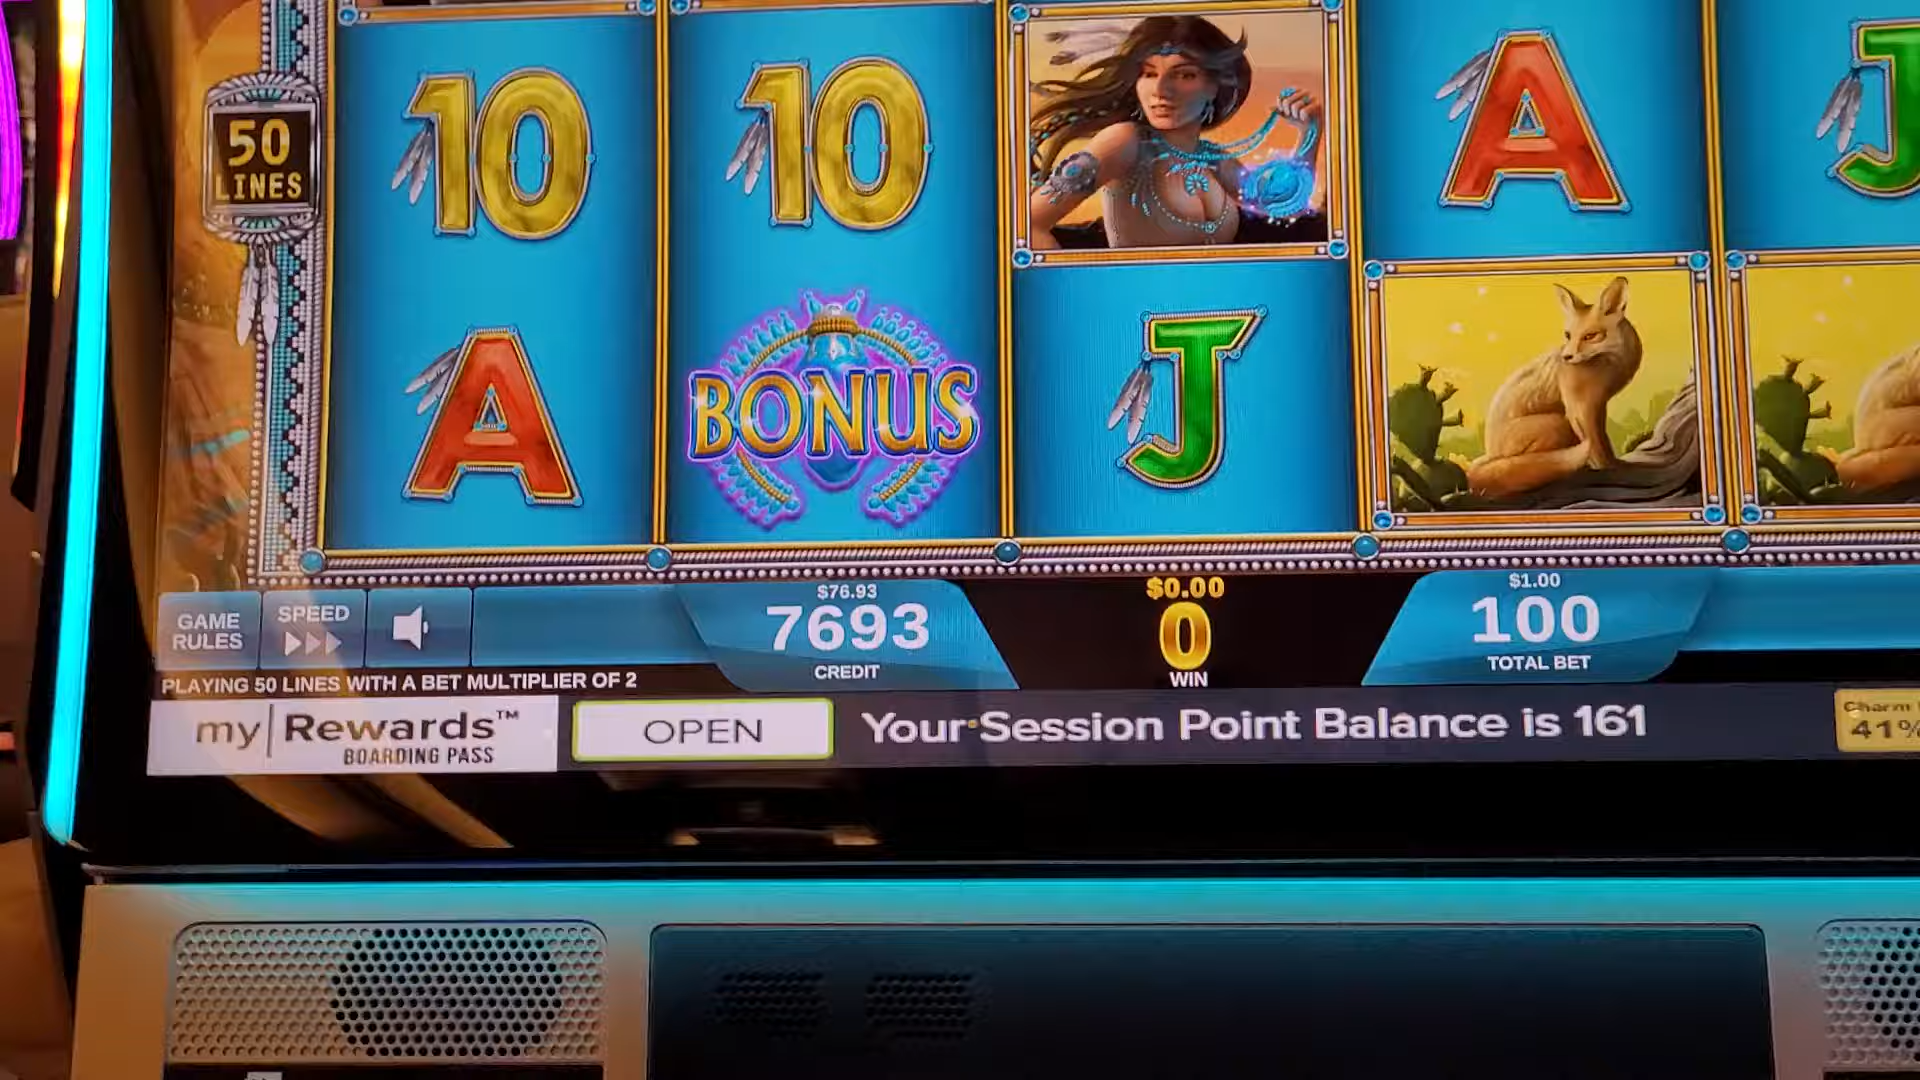 10
10
A
J
50
LINES
A
BONUS
J
GAME
RULES
SPEED
$76.93
7693
CREDIT
$0.00
0
WIN
$1.00
100
TOTAL BET
PLAYING 50 LINES WITH A BET MULTIPLIER OF 2
my|Rewards™
BOARDING PASS
OPEN
Your Session Point Balance is 161
Charm
41%